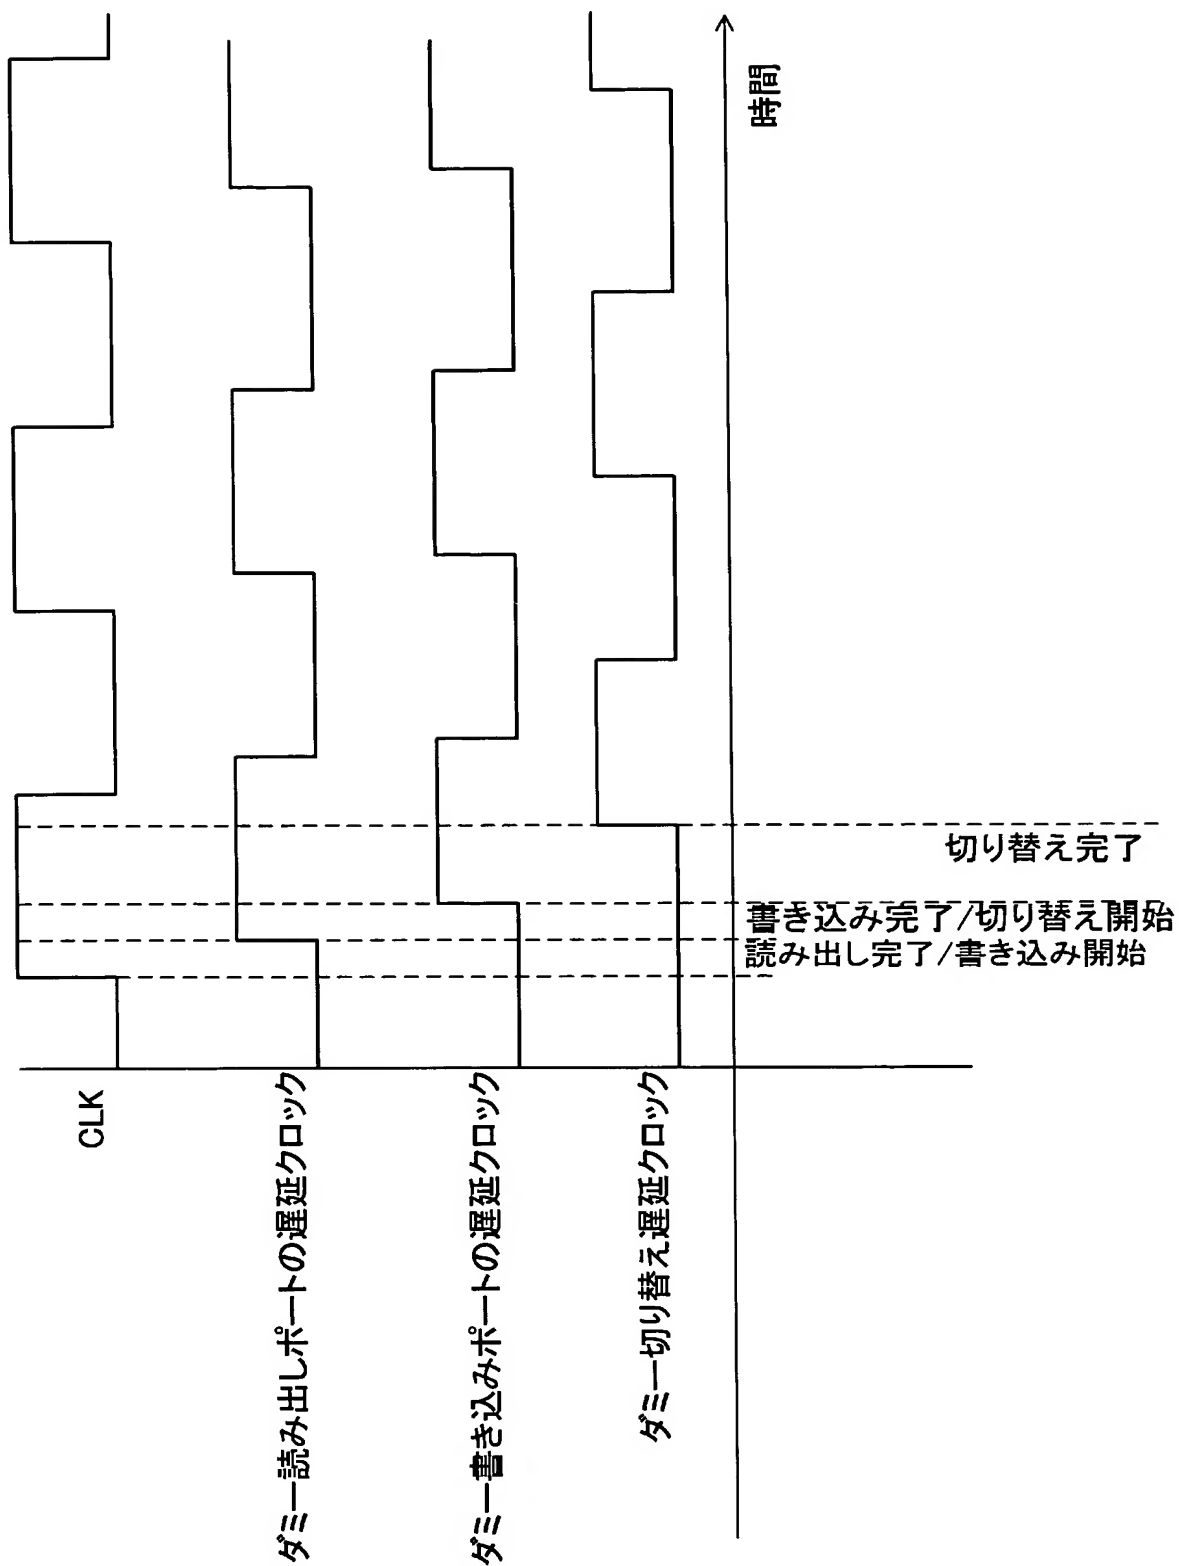 CLK
ダミー読み出しポートの遅延クロック
ダミー書き込みポートの遅延クロック
ダミー切り替え遅延クロック
時間
切り替え完了
書き込み完了/切り替え開始
読み出し完了/書き込み開始